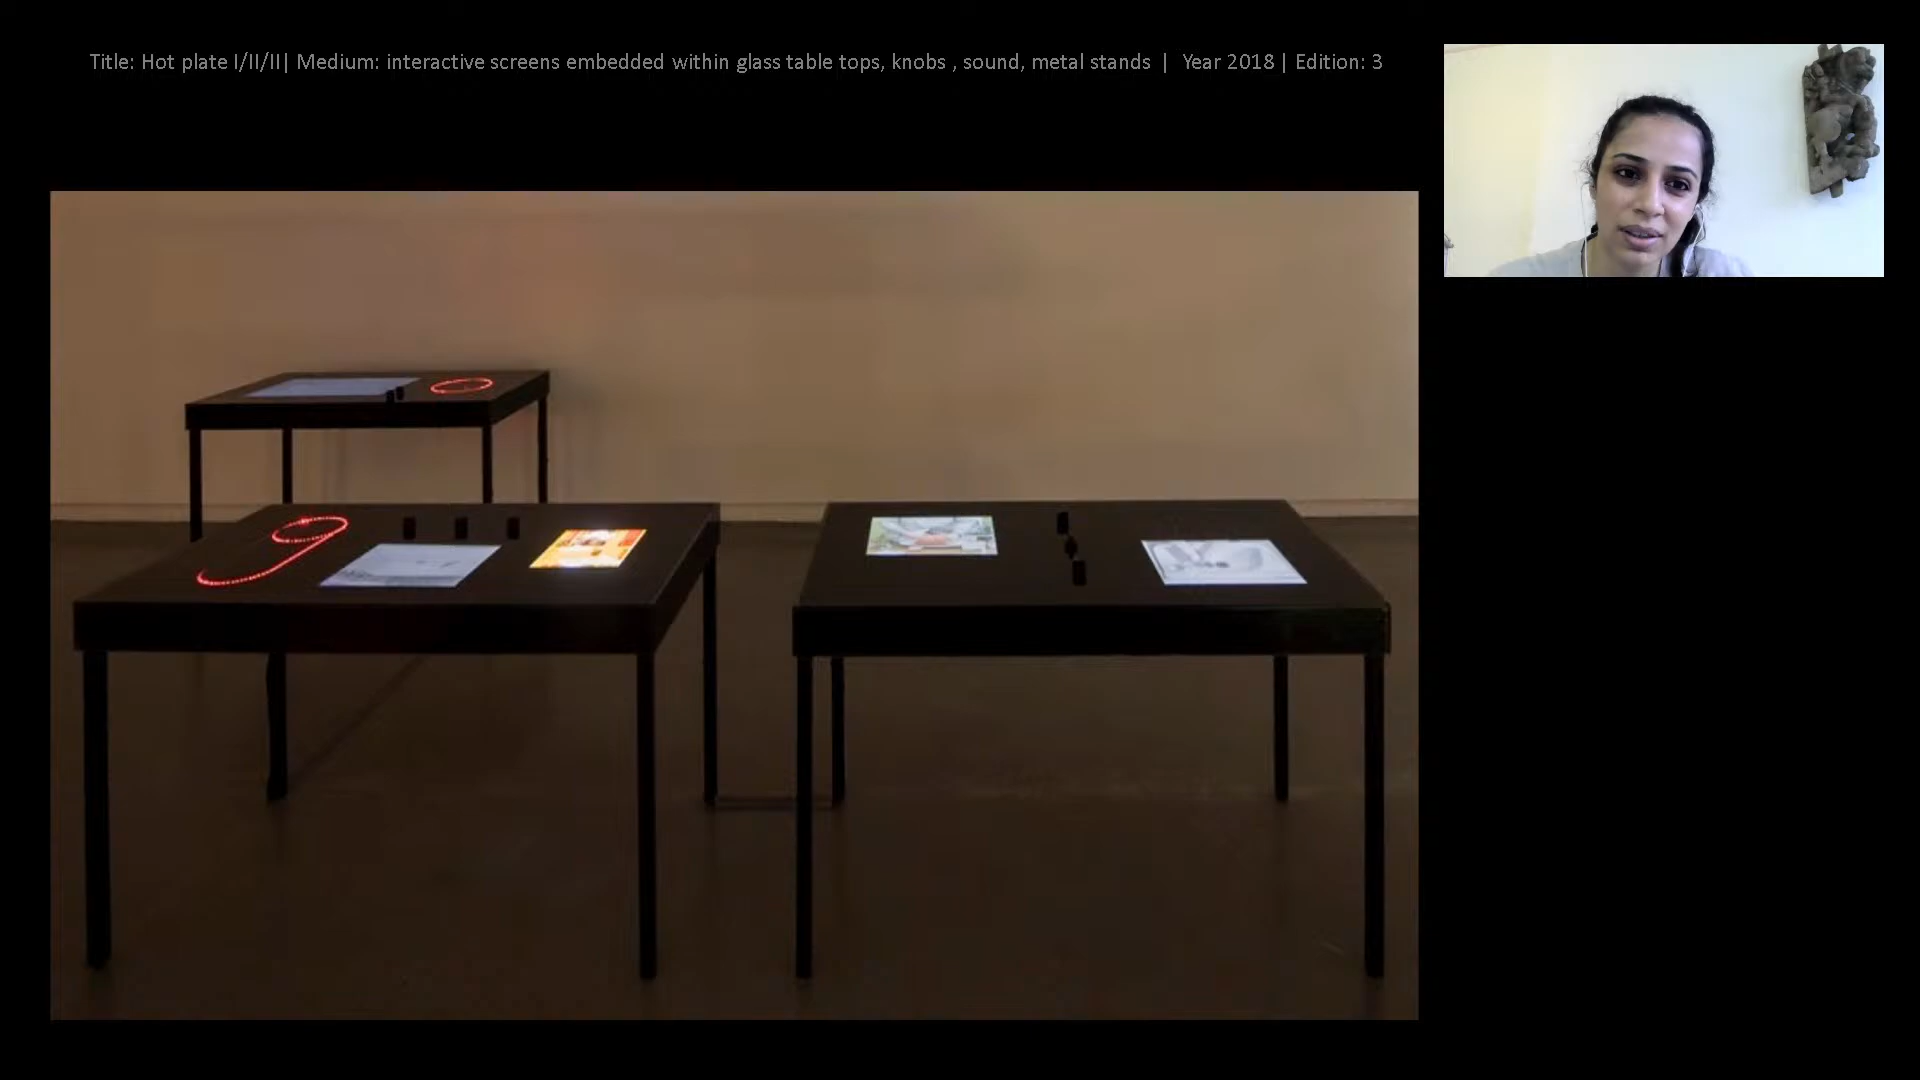 Title: Hot plate I/II/II| Medium: interactive screens embedded within glass table tops, knobs , sound, metal stands | Year 2018 | Edition: 3